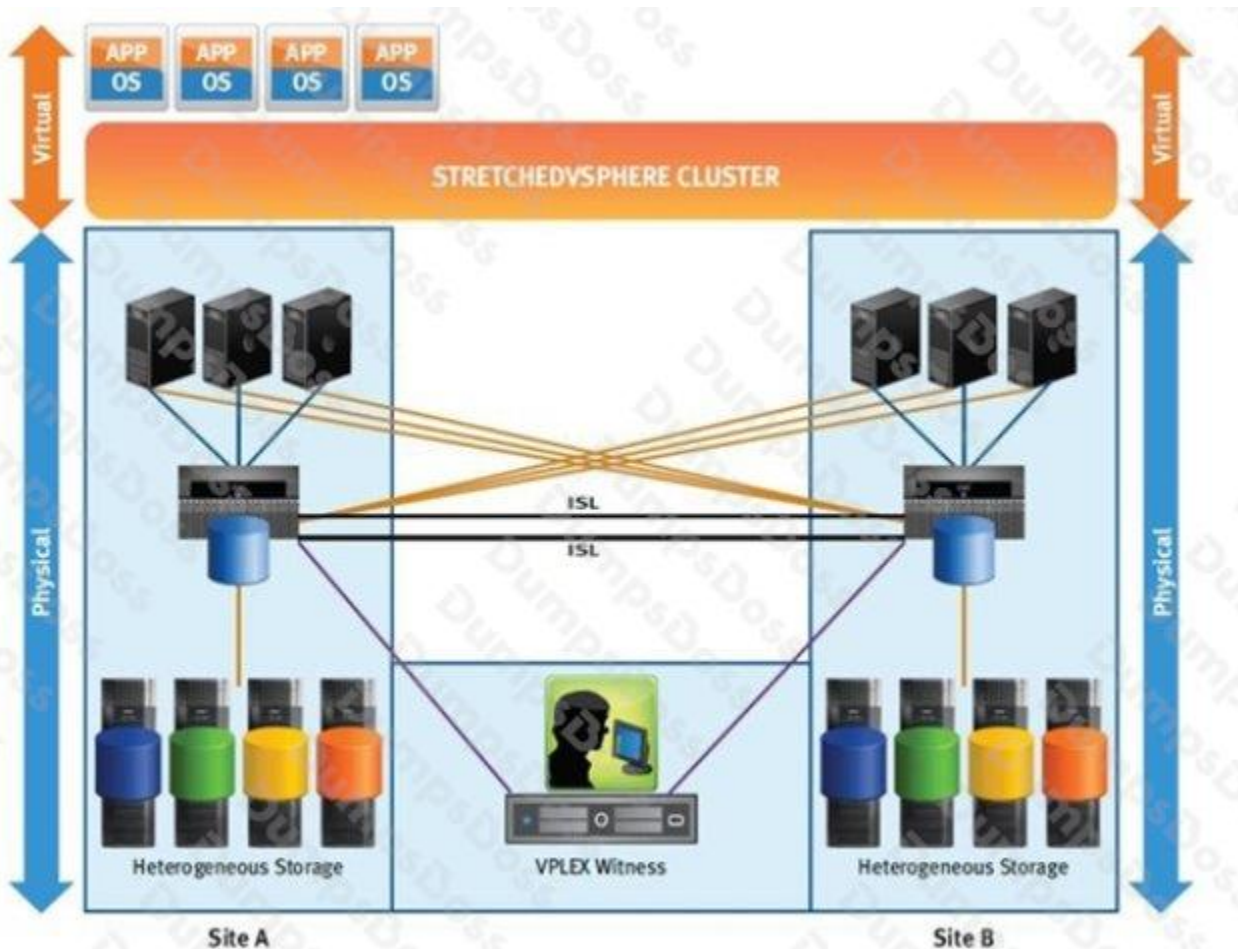 APP
OS
APP
OS
APP
OS
APP
OS
Virtual
Virtual
STRETCHEDVSPHERE CLUSTER
ISL
ISL
Physical
Physical
Heterogeneous Storage
VPLEX Witness
Heterogeneous Storage
Site A
Site B
DumpsDoss